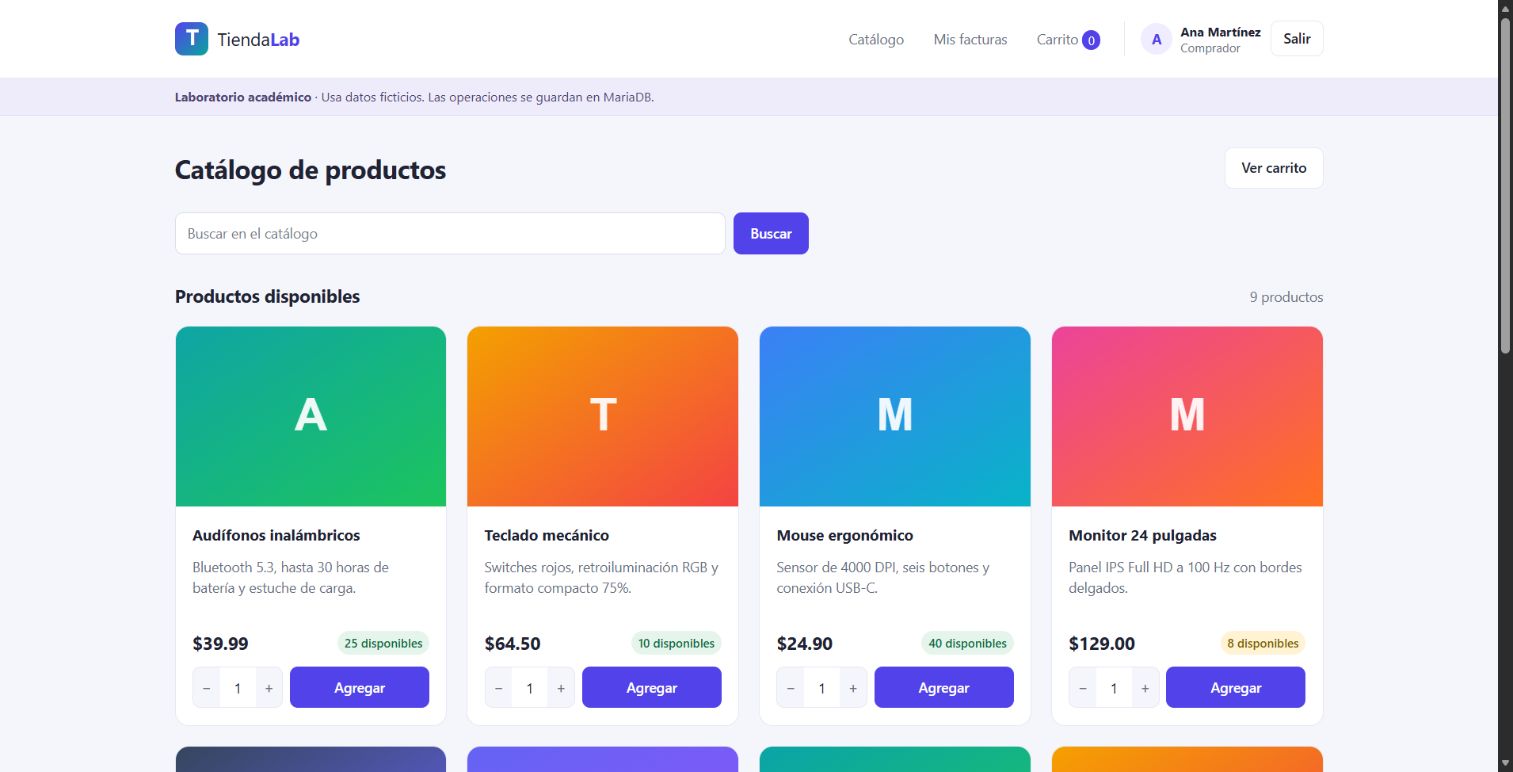 T TiendaLab
Catálogo Mis facturas Carrito 0 A Ana Martínez Comprador Salir
Laboratorio académico · Usa datos ficticios. Las operaciones se guardan en MariaDB.
Catálogo de productos
Ver carrito
Buscar en el catálogo
Buscar
Productos disponibles
9 productos
A
Audífonos inalámbricos
Bluetooth 5.3, hasta 30 horas de
batería y estuche de carga.
$39.99 25 disponibles
− 1 + Agregar
T
Teclado mecánico
Switches rojos, retroiluminación RGB y
formato compacto 75%.
$64.50 10 disponibles
− 1 + Agregar
M
Mouse ergonómico
Sensor de 4000 DPI, seis botones y
conexión USB-C.
$24.90 40 disponibles
− 1 + Agregar
M
Monitor 24 pulgadas
Panel IPS Full HD a 100 Hz con bordes
delgados.
$129.00 8 disponibles
− 1 + Agregar